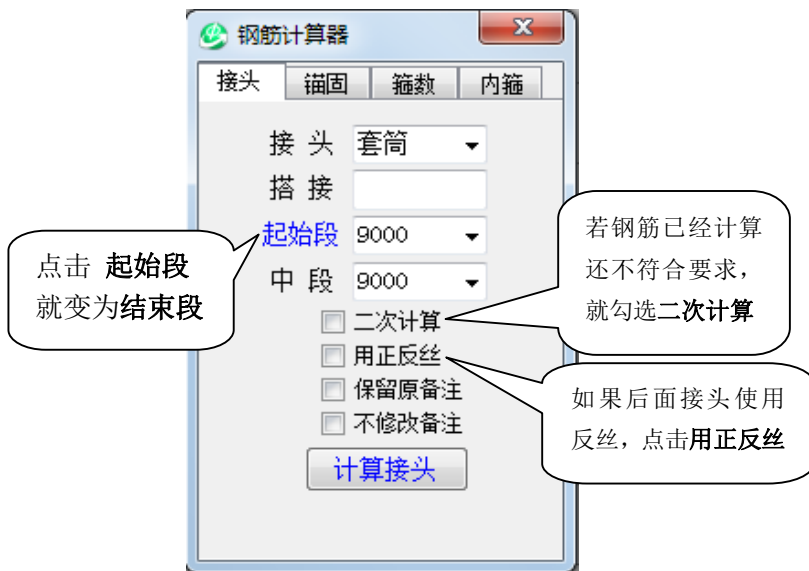 钢筋计算器
接头 锚固 箍数 内箍
接 头 套筒
搭 接
起始段 9000
中 段 9000
二次计算
用正反丝
保留原备注
不修改备注
计算接头
点击 起始段
就变为结束段
若钢筋已经计算
还不符合要求，
就勾选二次计算
如果后面接头使用
反丝，点击用正反丝